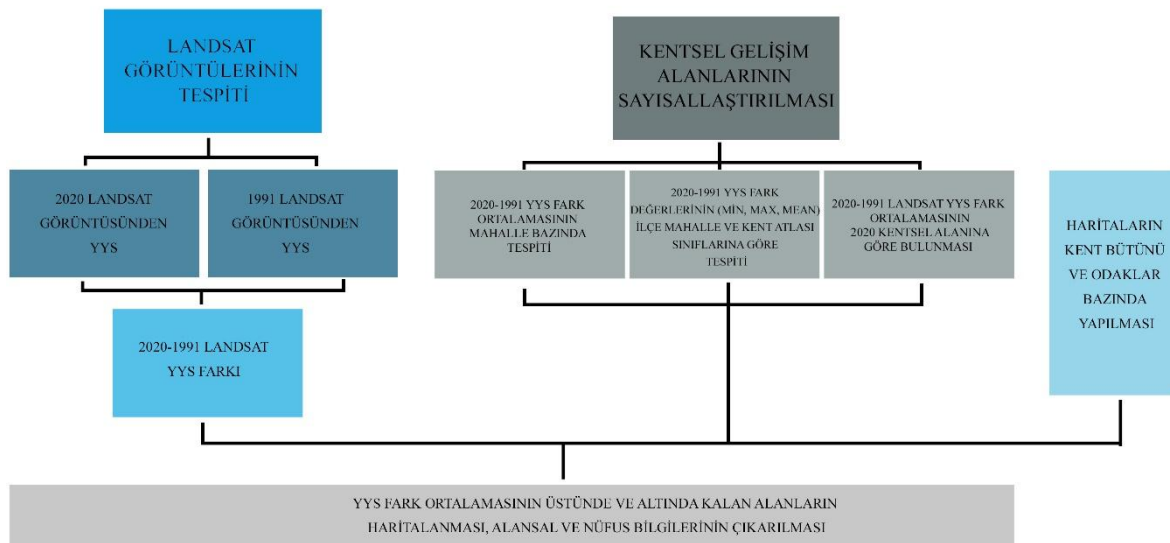 LANDSAT
GÖRÜNTÜLERİNİN
TESPİTİ
KENTSEL GELİŞİM
ALANLARININ
SAYISALLAŞTIRILMASI
2020 LANDSAT
GÖRÜNTÜSÜNDEN
YYS
1991 LANDSAT
GÖRÜNTÜSÜNDEN
YYS
2020-1991 YYS FARK
ORTALAMASININ
MAHALLE BAZINDA
TESPİTİ
2020-1991 YYS FARK
DEĞERLERİNİN (MİN, MAX, MEAN)
İLÇE MAHALLE VE KENT ATLASI
SINIFLARINA GÖRE
TESPİTİ
2020-1991 LANDSAT YYS FARK
ORTALAMASININ
2020 KENTSEL ALANINA
GÖRE BULUNMASI
HARİTALARIN
KENT BÜTÜNÜ
VE ODAKLAR
BAZINDA
YAPILMASI
2020-1991 LANDSAT
YYS FARKI
YYS FARK ORTALAMASININ ÜSTÜNDE VE ALTINDA KALAN ALANLARIN
HARİTALANMASI, ALANSAL VE NÜFUS BİLGİLERİNİN ÇIKARILMASI